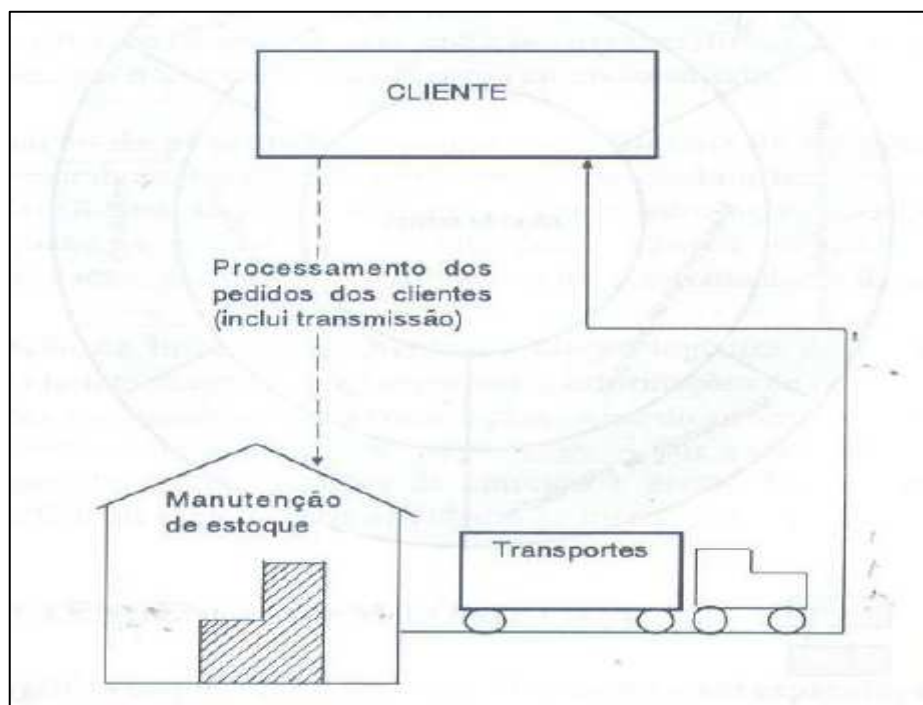 CLIENTE
Processamento dos
pedidos dos clientes
(inclui transmissão)
Manutenção
de estoque
Transportes